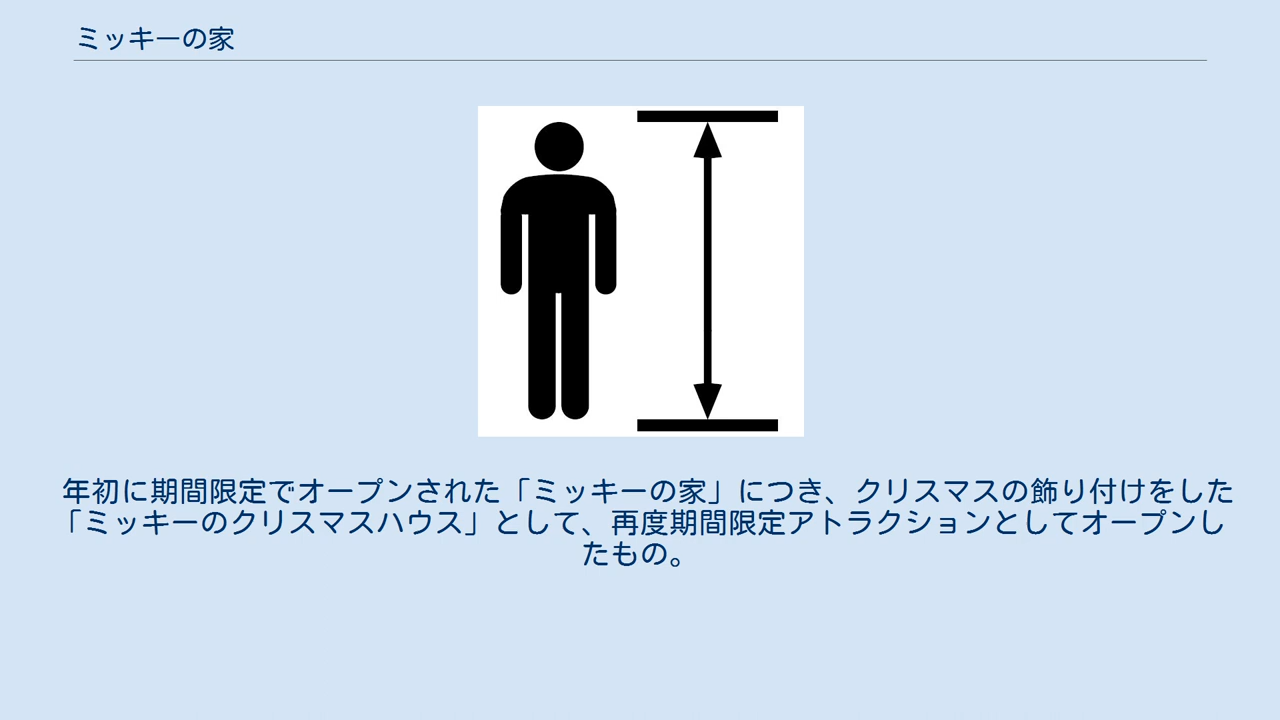 ミッキーの家
年初に期間限定でオープンされた「ミッキーの家」につき、クリスマスの飾り付けをした
「ミッキーのクリスマスハウス」として、再度期間限定アトラクションとしてオープンし
たもの。